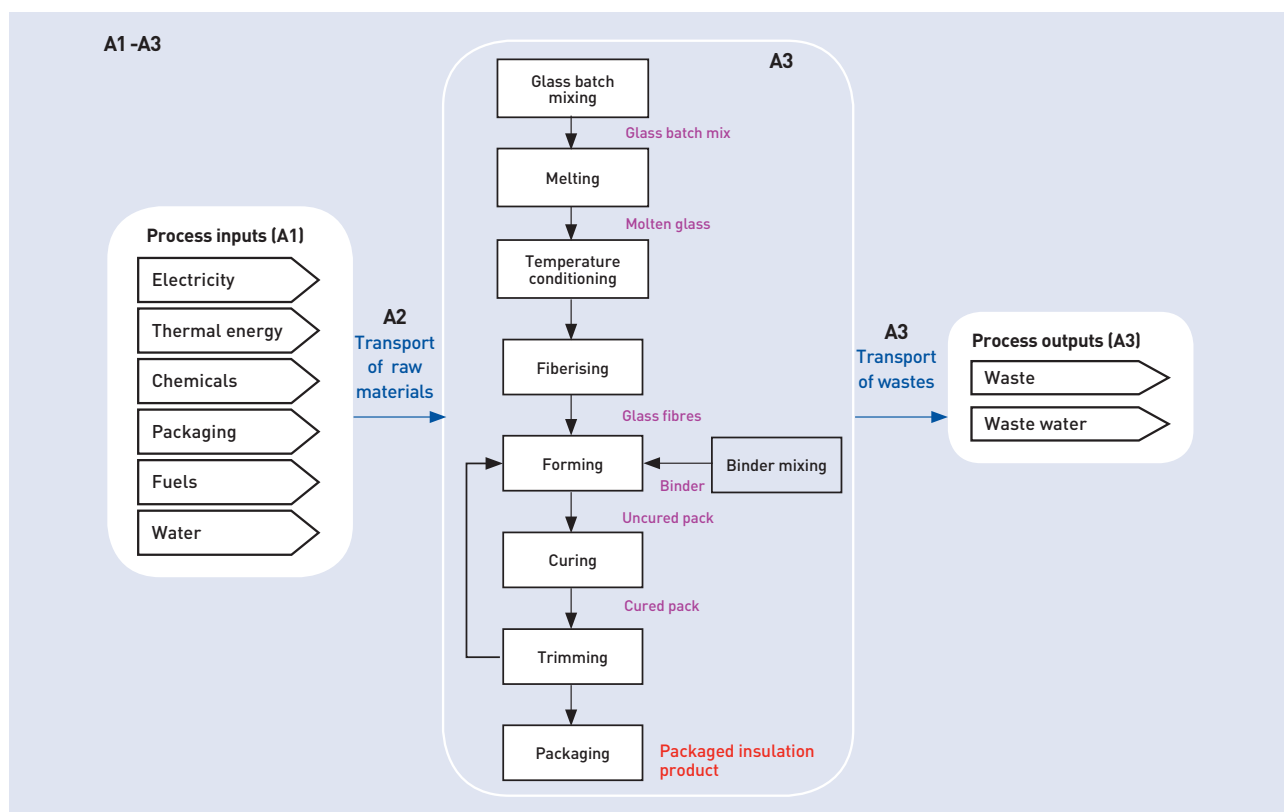 A1 -A3
Process inputs (A1)
Electricity
Thermal energy
Chemicals
Packaging
Fuels
Water
A2
Transport
of raw
materials
A3
Glass batch
mixing
Glass batch mix
Melting
Molten glass
Temperature
conditioning
Fiberising
Glass fibres
Forming
Binder mixing
Binder
Uncured pack
Curing
Cured pack
Trimming
Packaging
Packaged insulation
product
A3
Transport
of wastes
Process outputs (A3)
Waste
Waste water